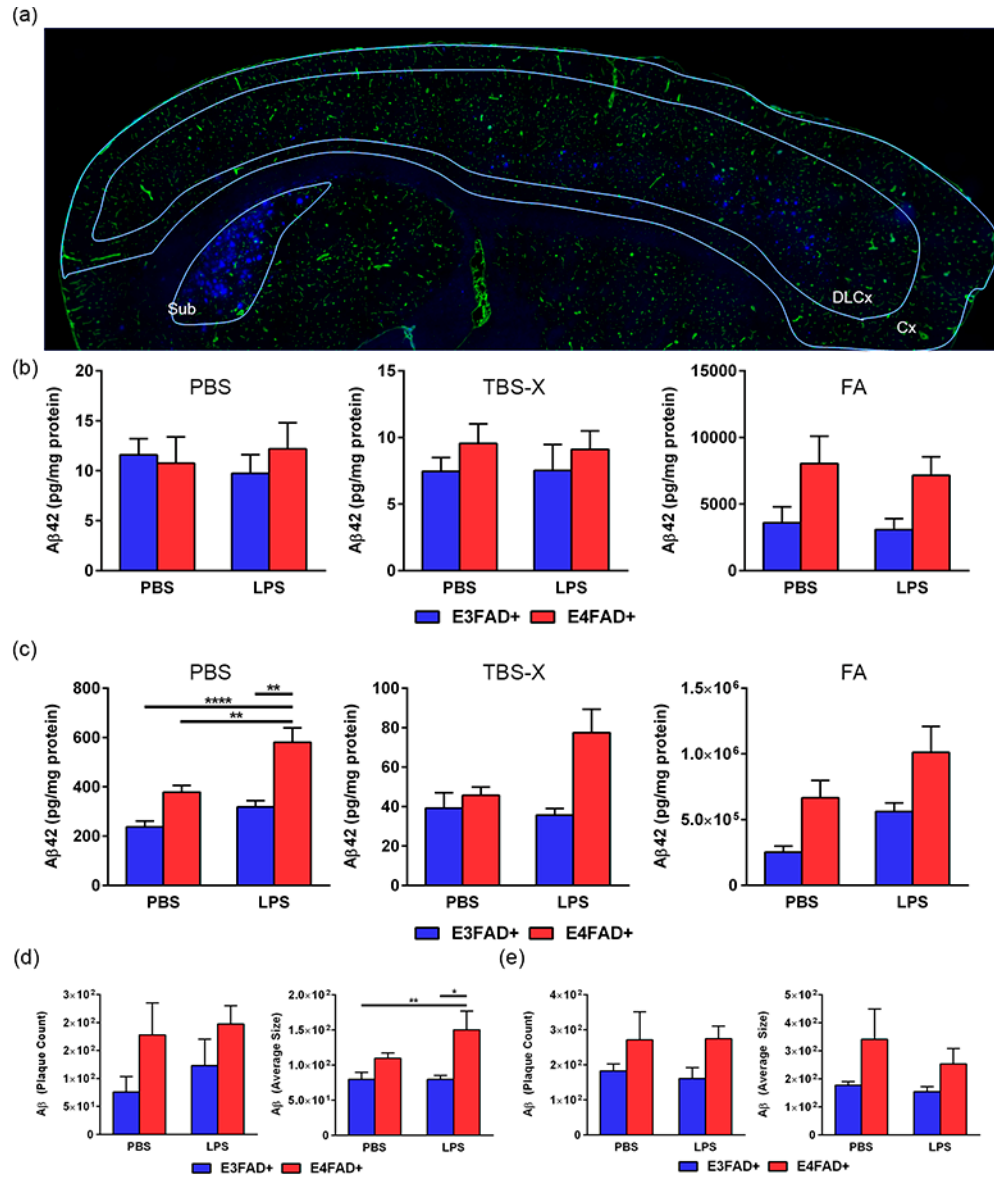 (a)
Sub
DLCx
Cx
(b)
PBS
TBS-X
FA
Aβ42 (pg/mg protein)
20
15
10
5
0
PBS
LPS
Aβ42 (pg/mg protein)
15
10
5
0
PBS
LPS
Aβ42 (pg/mg protein)
15000
10000
5000
0
PBS
LPS
E3FAD+
E4FAD+
(c)
PBS
TBS-X
FA
Aβ42 (pg/mg protein)
800
600
400
200
0
****
**
**
PBS
LPS
Aβ42 (pg/mg protein)
100
80
60
40
20
0
PBS
LPS
Aβ42 (pg/mg protein)
1.5×10⁶
1.0×10⁶
5.0×10⁵
0
PBS
LPS
E3FAD+
E4FAD+
(d)
(e)
Aβ (Plaque Count)
3×10²
2×10²
2×10²
1×10²
5×10¹
0
PBS
LPS
Aβ (Average Size)
2.0×10²
1.5×10²
1.0×10²
5.0×10¹
0
**
*
PBS
LPS
E3FAD+
E4FAD+
Aβ (Plaque Count)
4×10²
3×10²
2×10²
1×10²
0
PBS
LPS
Aβ (Average Size)
5×10²
4×10²
3×10²
2×10²
1×10²
0
PBS
LPS
E3FAD+
E4FAD+